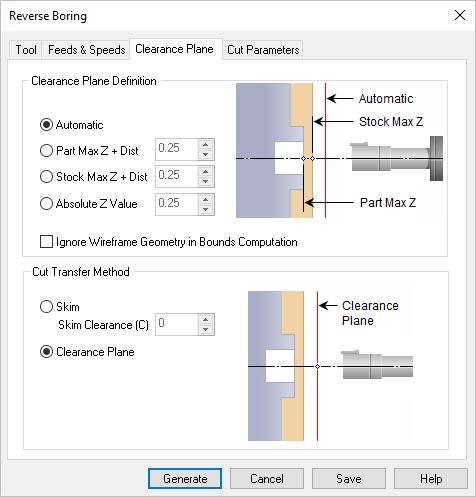 Reverse Boring
Tool Feeds & Speeds Clearance Plane Cut Parameters
Clearance Plane Definition
Automatic
Part Max Z + Dist 0.25
Stock Max Z + Dist 0.25
Absolute Z Value 0.25
Ignore Wireframe Geometry in Bounds Computation
Automatic
Stock Max Z
Part Max Z
Cut Transfer Method
Skim
Skim Clearance (C) 0
Clearance Plane
Clearance
Plane
Generate Cancel Save Help